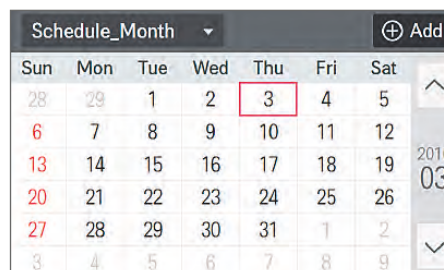 Schedule_Month Add
Sun Mon Tue Wed Thu Fri Sat
28 29 1 2 3 4 5
6 7 8 9 10 11 12
13 14 15 16 17 18 19
201
03
20 21 22 23 24 25 26
27 28 29 30 31 1 2
3 4 5 6 7 8 9